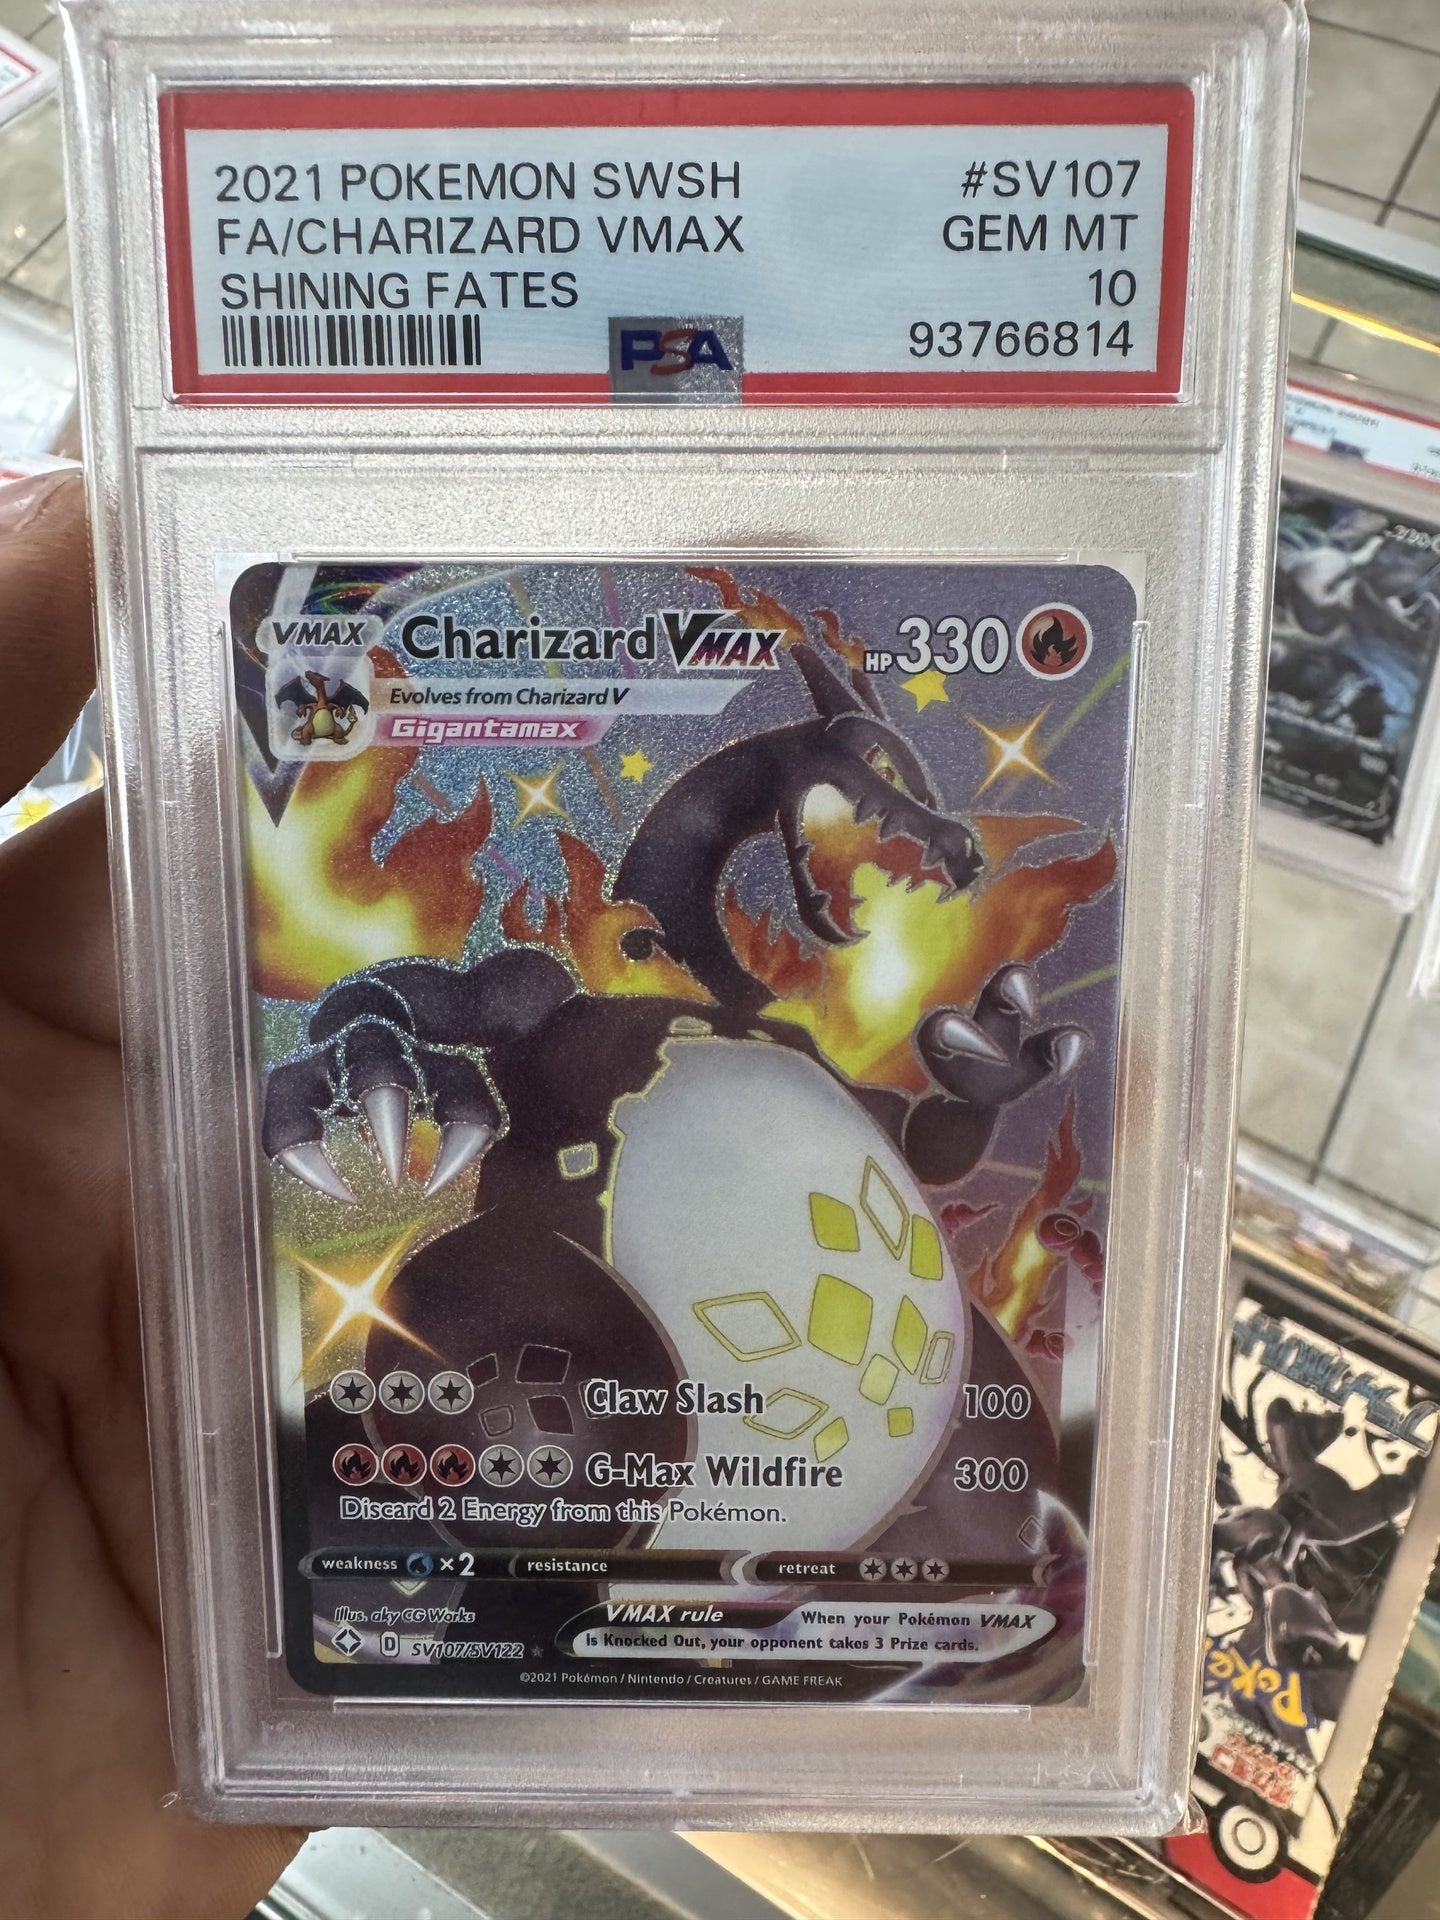 2021 POKEMON SWSH #SV107
FA/CHARIZARD VMAX GEM MT
SHINING FATES 10
PSA 93766814
VMAX Charizard VMAX HP 330
Evolves from Charizard V
Gigantamax
Claw Slash 100
G-Max Wildfire 300
Discard 2 Energy from this Pokémon.
weakness ×2 resistance retreat
Illus. aky CG Works
VMAX rule When your Pokémon VMAX
is Knocked Out, your opponent takes 3 Prize cards.
D SV107/SV122
©2021 Pokémon / Nintendo / Creatures / GAME FREAK
Poké